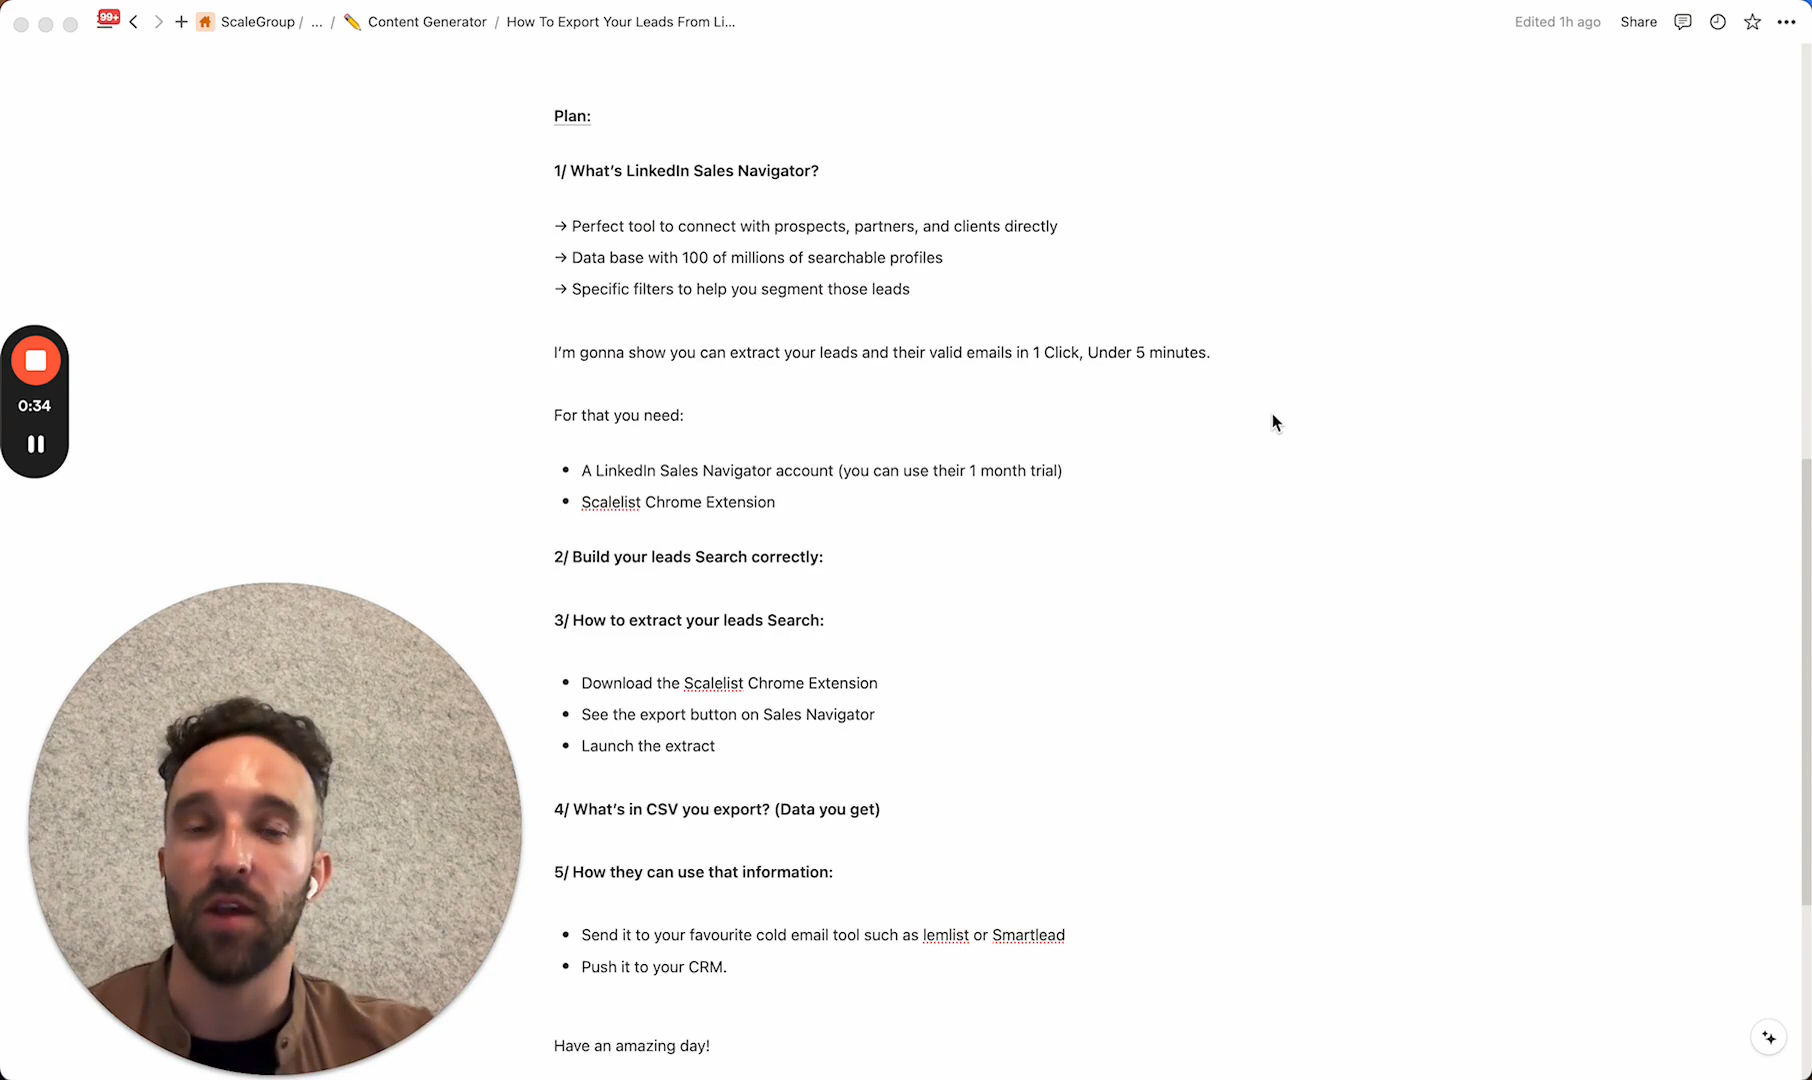 99+
ScaleGroup / ... / ✏️ Content Generator / How To Export Your Leads From Li...
Edited 1h ago Share
Plan:
1/ What's LinkedIn Sales Navigator?
→ Perfect tool to connect with prospects, partners, and clients directly
→ Data base with 100 of millions of searchable profiles
→ Specific filters to help you segment those leads
I'm gonna show you can extract your leads and their valid emails in 1 Click, Under 5 minutes.
0:34
For that you need:
• A LinkedIn Sales Navigator account (you can use their 1 month trial)
• Scalelist Chrome Extension
2/ Build your leads Search correctly:
3/ How to extract your leads Search:
• Download the Scalelist Chrome Extension
• See the export button on Sales Navigator
• Launch the extract
4/ What's in CSV you export? (Data you get)
5/ How they can use that information:
• Send it to your favourite cold email tool such as lemlist or Smartlead
• Push it to your CRM.
Have an amazing day!